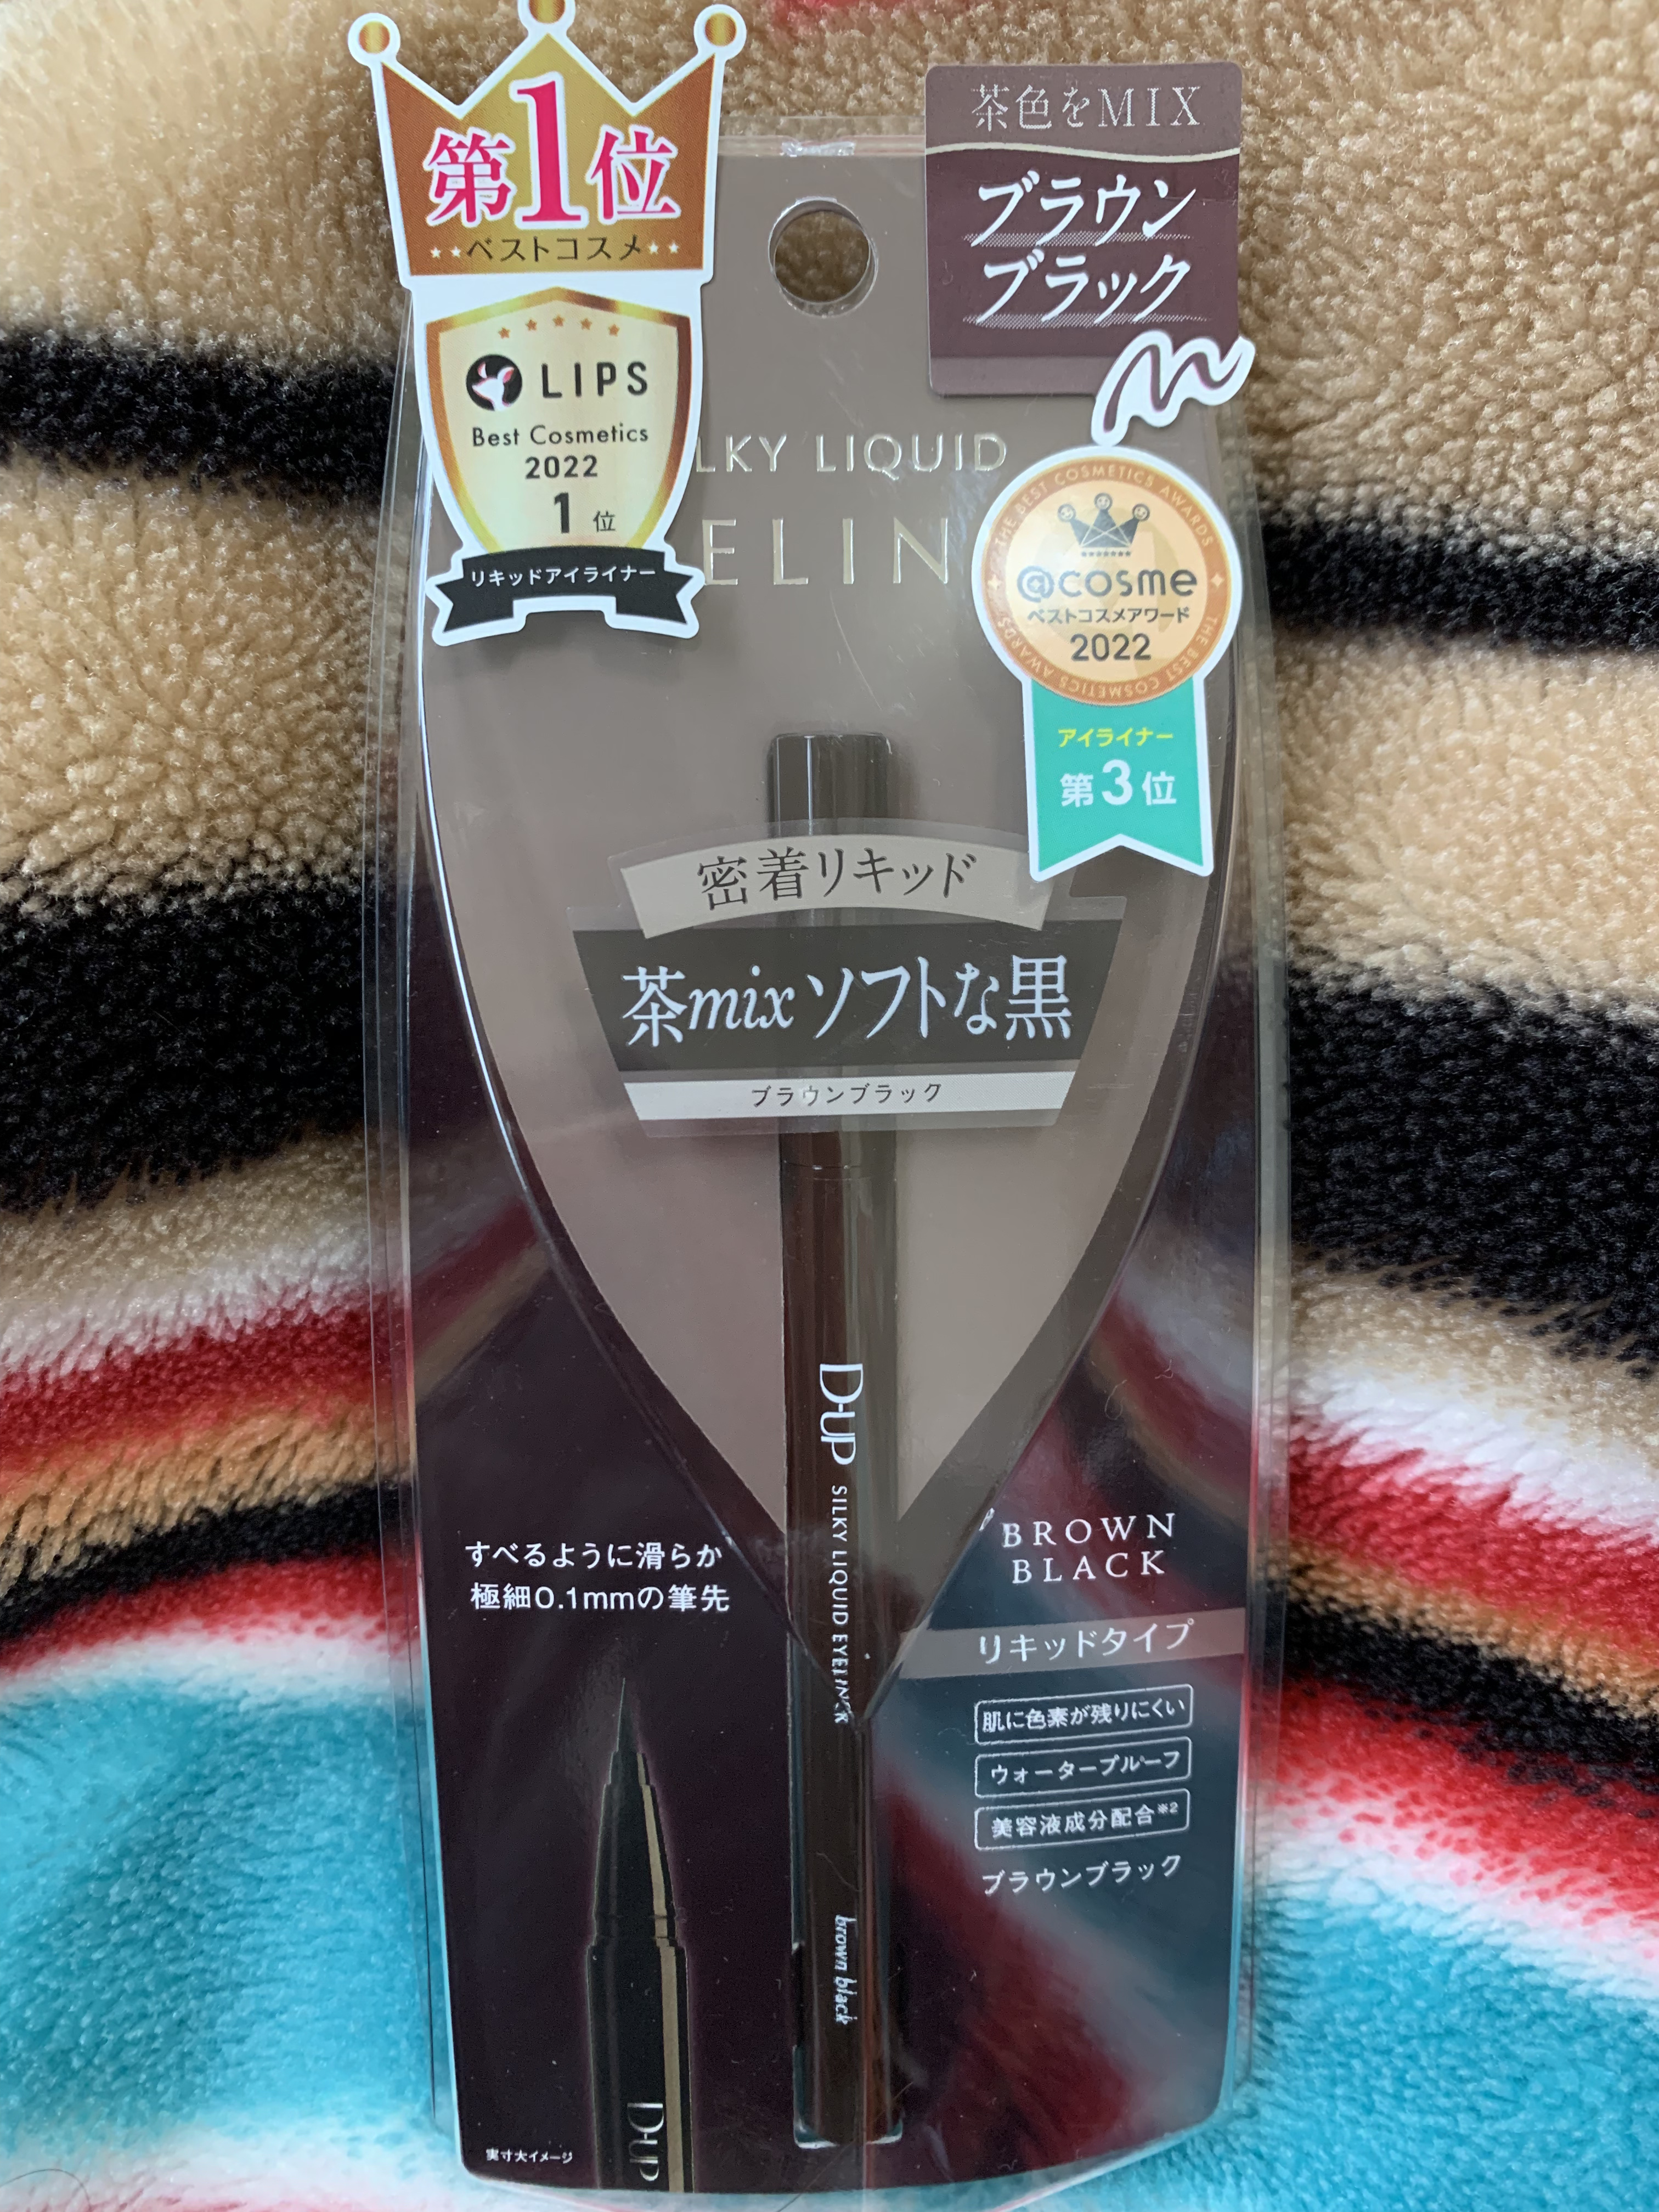 第1位
ベストコスメ
LIPS
Best Cosmetics
2022
1 位
リキッドアイライナー
茶色をMIX
ブラウン
ブラック
LKY LIQUID
ELIN
THE BEST COSMETICS AWARDS
@cosme
ベストコスメアワード
2022
THE BEST COSMETICS AWARDS
アイライナー
第3位
密着リキッド
茶mixソフトな黒
ブラウンブラック
D-UP SILKY LIQUID EYELINER
brown black
すべるように滑らか
極細0.1mmの筆先
D-UP
実寸大イメージ
BROWN
BLACK
リキッドタイプ
肌に色素が残りにくい
ウォータープルーフ
美容液成分配合※2
ブラウンブラック